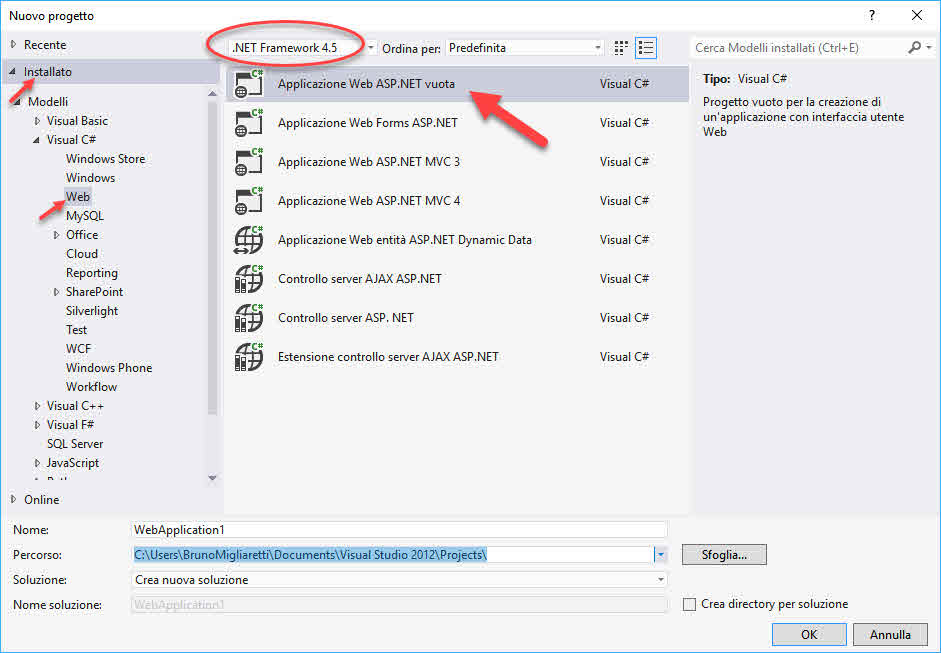 Nuovo progetto
?
Recente
.NET Framework 4.5
Ordina per:
Predefinita
Cerca Modelli installati (Ctrl+E)
Installato
Modelli
Visual Basic
Visual C#
Windows Store
Windows
Web
MySQL
Office
Cloud
Reporting
SharePoint
Silverlight
Test
WCF
Windows Phone
Workflow
Visual C++
Visual F#
SQL Server
JavaScript
Online
C# Applicazione Web ASP.NET vuota Visual C#
C# Applicazione Web Forms ASP.NET Visual C#
C# Applicazione Web ASP.NET MVC 3 Visual C#
C# Applicazione Web ASP.NET MVC 4 Visual C#
C# Applicazione Web entità ASP.NET Dynamic Data Visual C#
C# Controllo server AJAX ASP.NET Visual C#
C# Controllo server ASP. NET Visual C#
C# Estensione controllo server AJAX ASP.NET Visual C#
Tipo: Visual C#
Progetto vuoto per la creazione di
un'applicazione con interfaccia utente
Web
Nome: WebApplication1
Percorso: C:\Users\BrunoMigliaretti\Documents\Visual Studio 2012\Projects\
Sfoglia...
Soluzione: Crea nuova soluzione
Nome soluzione: WebApplication1
Crea directory per soluzione
OK
Annulla